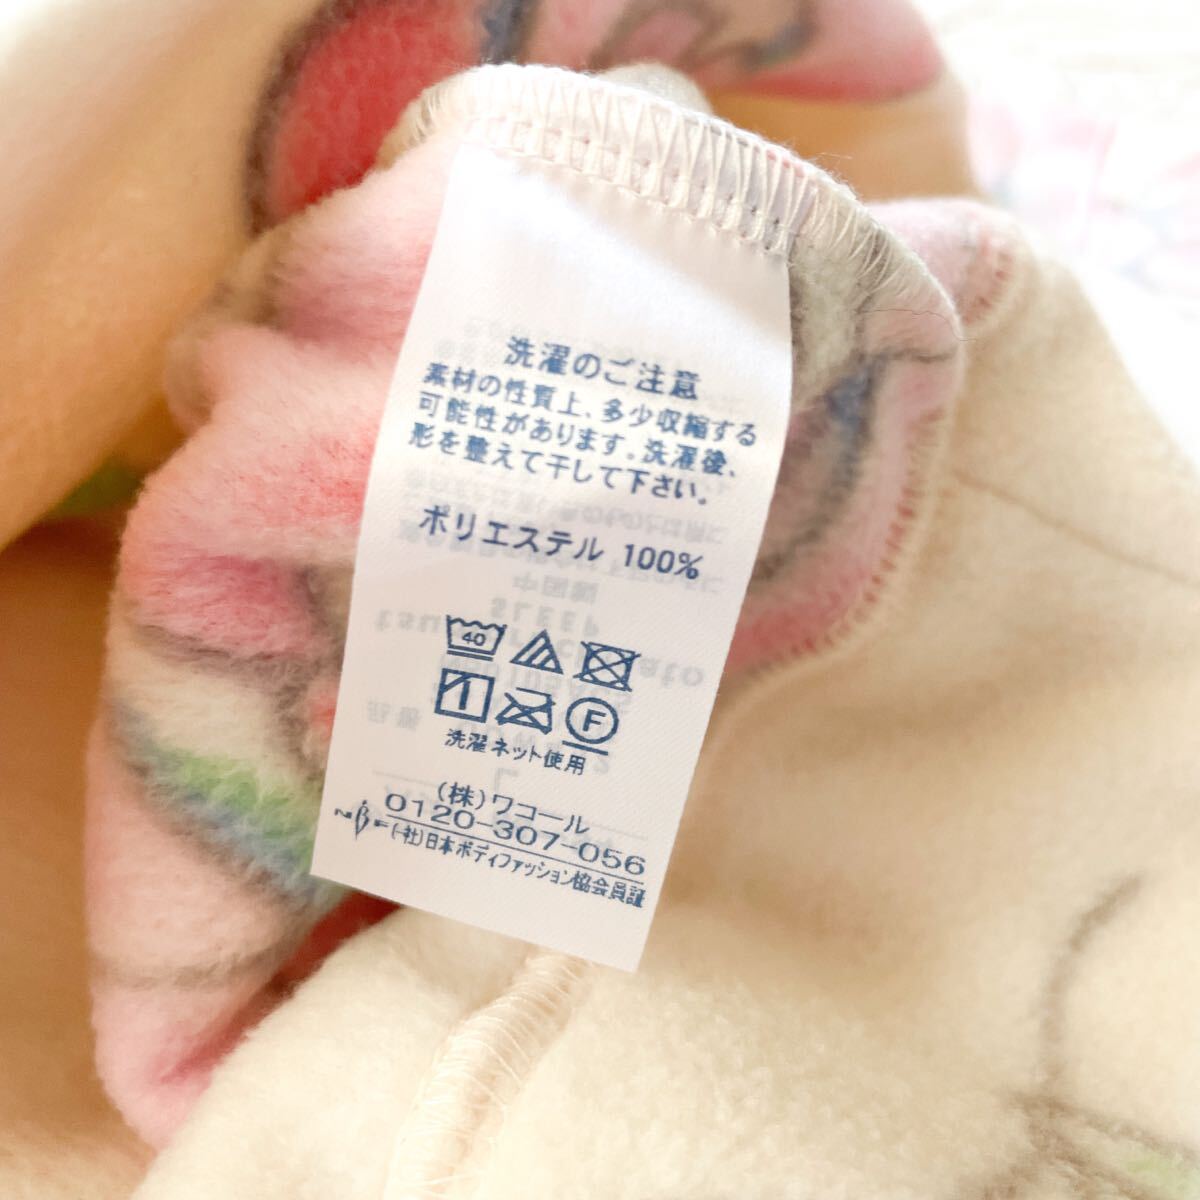 洗濯のご注意
素材の性質上、多少収縮する
可能性があります。洗濯後、
形を整えて干して下さい。
ポリエステル 100%
40
F
洗濯ネット使用
(株)ワコール
0120-307-056
(一社)日本ボディファッション協会会員証